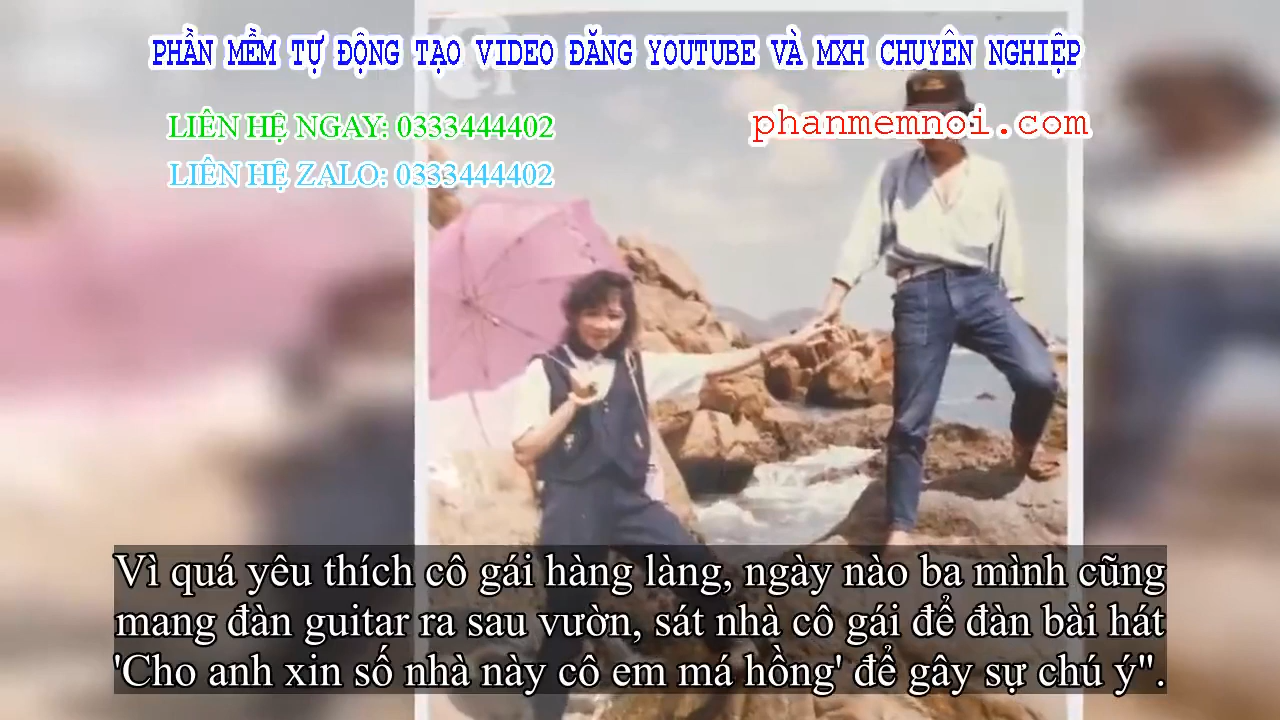 PHẦN MỀM TỰ ĐỘNG TẠO VIDEO ĐĂNG YOUTUBE VÀ MXH CHUYÊN NGHIỆP
LIÊN HỆ NGAY: 0333444402
phanmemnoi.com
LIÊN HỆ ZALO: 0333444402
Vì quá yêu thích cô gái hàng làng, ngày nào ba mình cũng
mang đàn guitar ra sau vườn, sát nhà cô gái để đàn bài hát
'Cho anh xin số nhà này cô em má hồng' để gây sự chú ý".